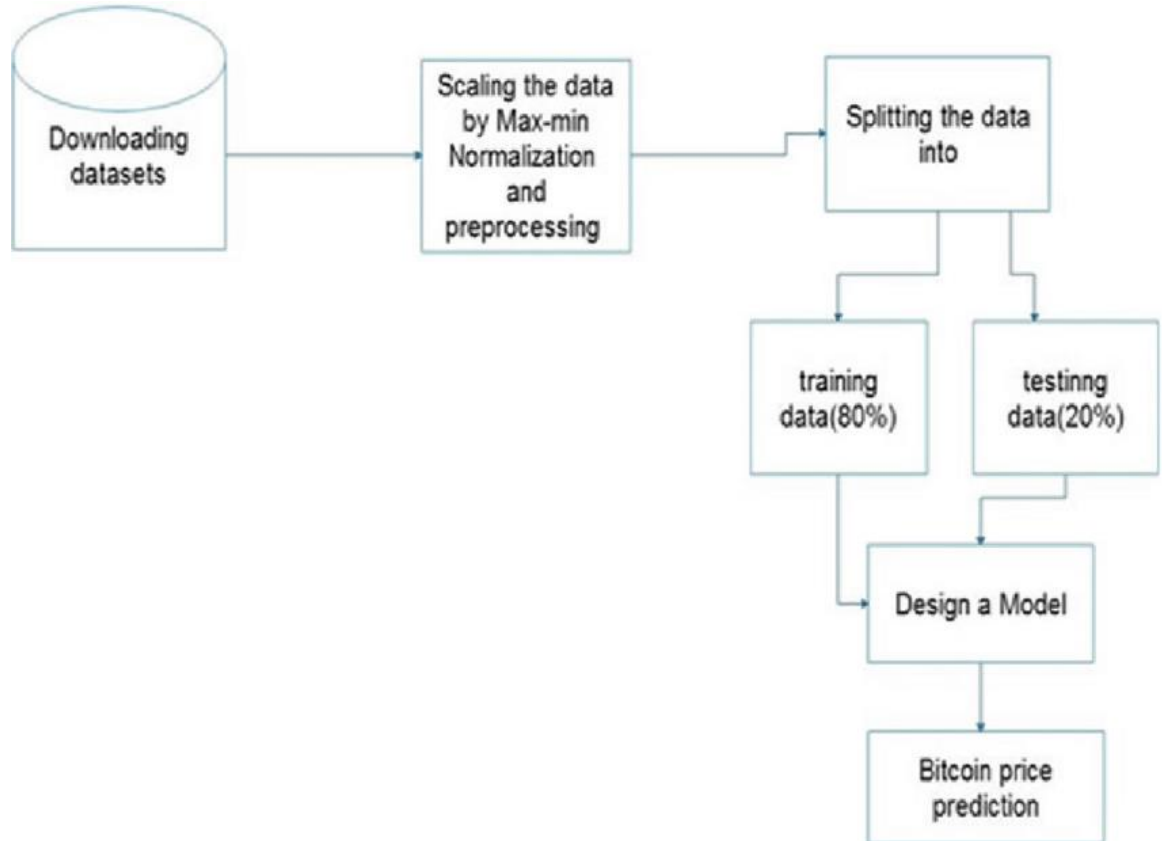 Downloading
datasets
Scaling the data
by Max-min
Normalization
and
preprocessing
Splitting the data
into
training
data(80%)
testinng
data(20%)
Design a Model
Bitcoin price
prediction